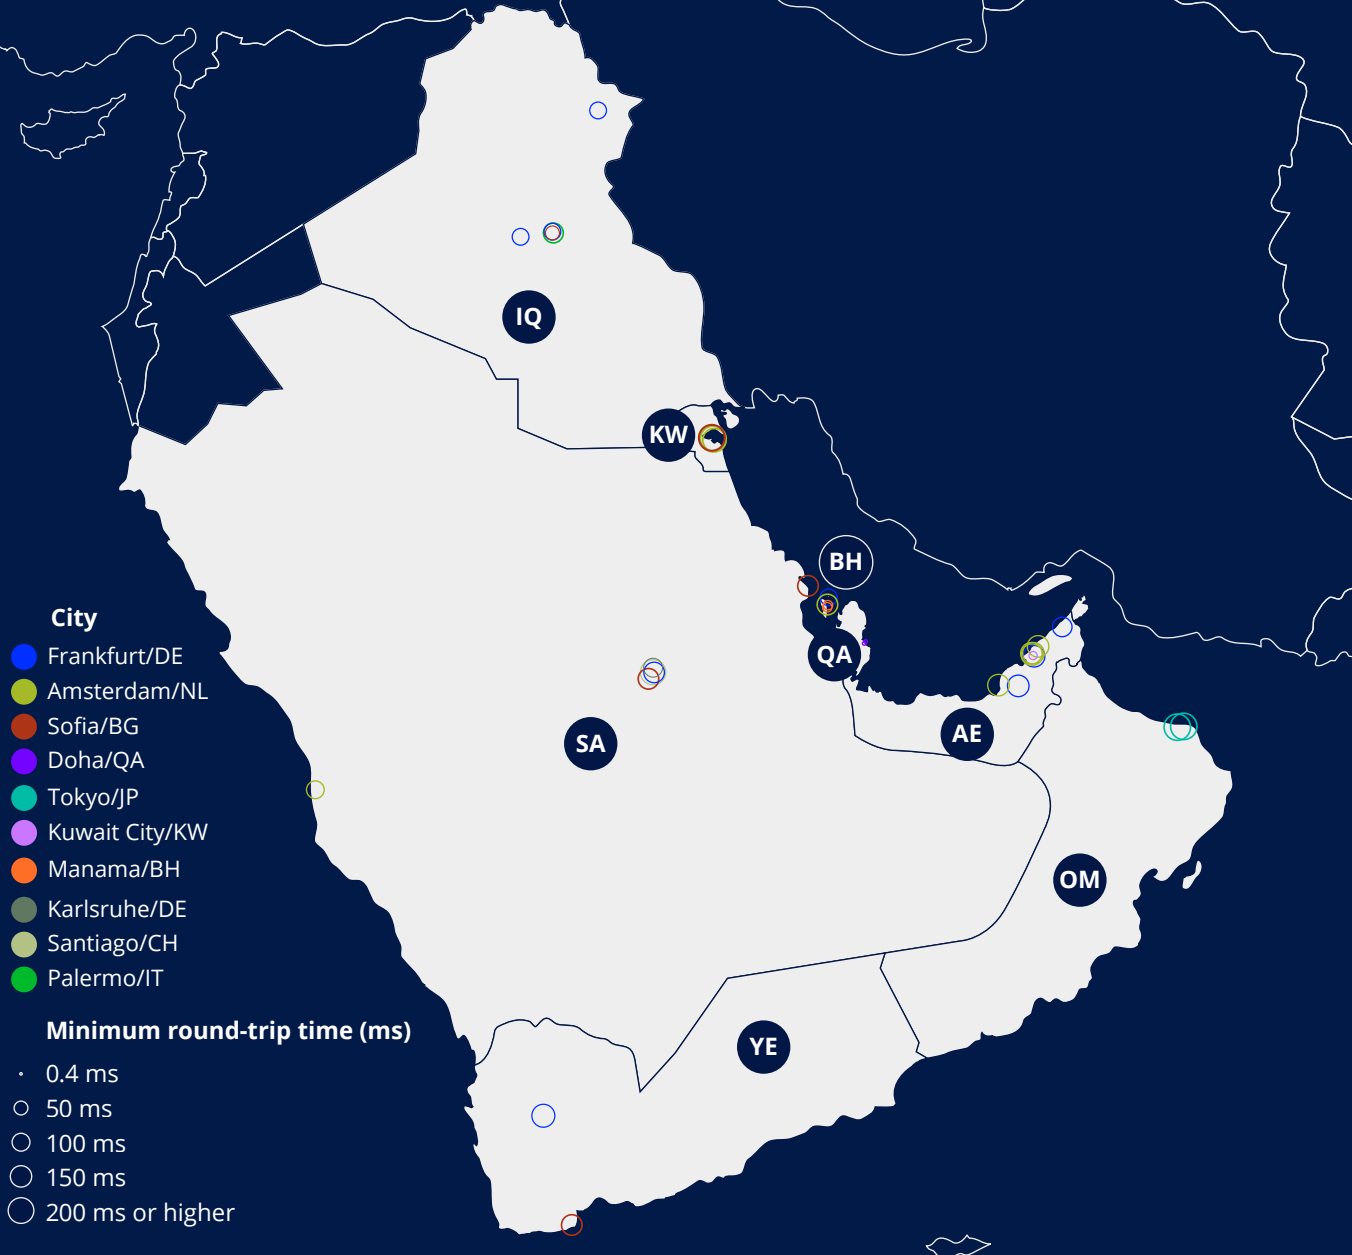 IQ
KW
BH
QA
SA
AE
OM
YE
City
Frankfurt/DE
Amsterdam/NL
Sofia/BG
Doha/QA
Tokyo/JP
Kuwait City/KW
Manama/BH
Karlsruhe/DE
Santiago/CH
Palermo/IT
Minimum round-trip time (ms)
0.4 ms
50 ms
100 ms
150 ms
200 ms or higher